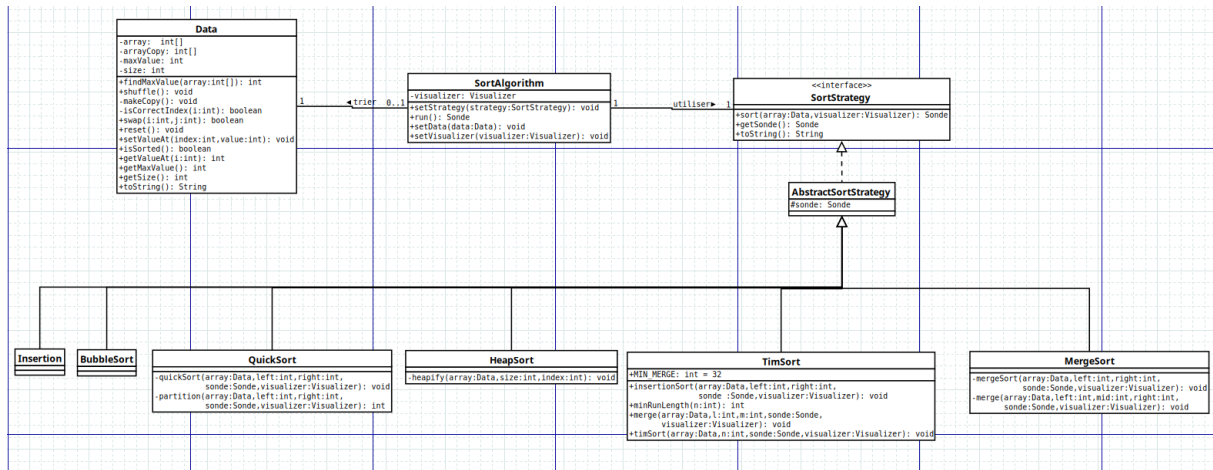 Data
-array:  int[]
-arrayCopy: int[]
-maxValue: int
-size: int
+findMaxValue(array:int[]): int
+shuffle(): void
-makeCopy(): void
-isCorrectIndex(i:int): boolean
+swap(i:int,j:int): boolean
+reset(): void
+setValueAt(index:int,value:int): void
+isSorted(): boolean
+getValueAt(i:int): int
+getMaxValue(): int
+getSize(): int
+toString(): String
1
◄ trier
0..1
SortAlgorithm
-visualizer: Visualizer
+setStrategy(strategy:SortStrategy): void
+run(): Sonde
+setData(data:Data): void
+setVisualizer(visualizer:Visualizer): void
1
utiliser►
1
<<interface>>
SortStrategy
+sort(array:Data,visualizer:Visualizer): Sonde
+getSonde(): Sonde
+toString(): String
AbstractSortStrategy
#sonde: Sonde
Insertion
BubbleSort
QuickSort
-quickSort(array:Data,left:int,right:int,
sonde:Sonde,visualizer:Visualizer): void
-partition(array:Data,left:int,right:int,
sonde:Sonde,visualizer:Visualizer): int
HeapSort
-heapify(array:Data,size:int,index:int): void
TimSort
+MIN_MERGE: int = 32
+insertionSort(array:Data,left:int,right:int,
sonde :Sonde,visualizer:Visualizer): void
+minRunLength(n:int): int
+merge(array:Data,l:int,m:int,sonde:Sonde,
visualizer:Visualizer): void
+timSort(array:Data,n:int,sonde:Sonde,visualizer:Visualizer): void
MergeSort
-mergeSort(array:Data,left:int,right:int,
sonde:Sonde,visualizer:Visualizer): void
-merge(array:Data,left:int,mid:int,right:int,
sonde:Sonde,visualizer:Visualizer): void